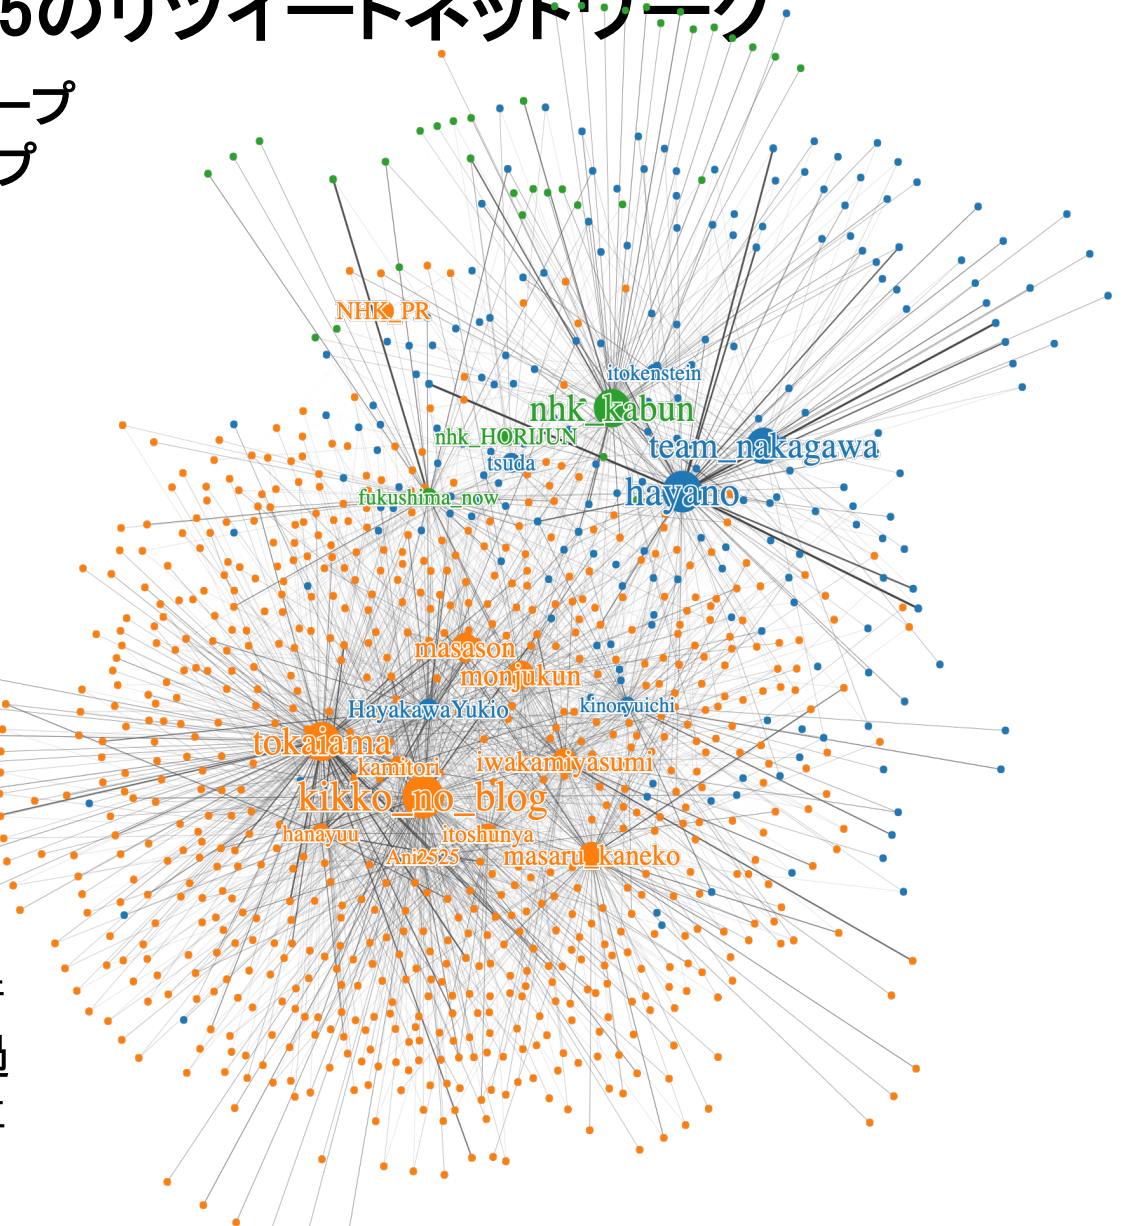 5のリツイートネットワーク
ープ
プ
NHK_PR
itokenstein
nhk_kabun
nhk_HORIJUN
team_nakagawa
tsuda
hayano
fukushima_now
masason
monjukun
HayakawaYukio
kinoryuichi
tokaiama
iwakamiyasumi
kamitori
kikko_no_blog
hanayuu
itoshunya
Ani2525
masaru_kaneko